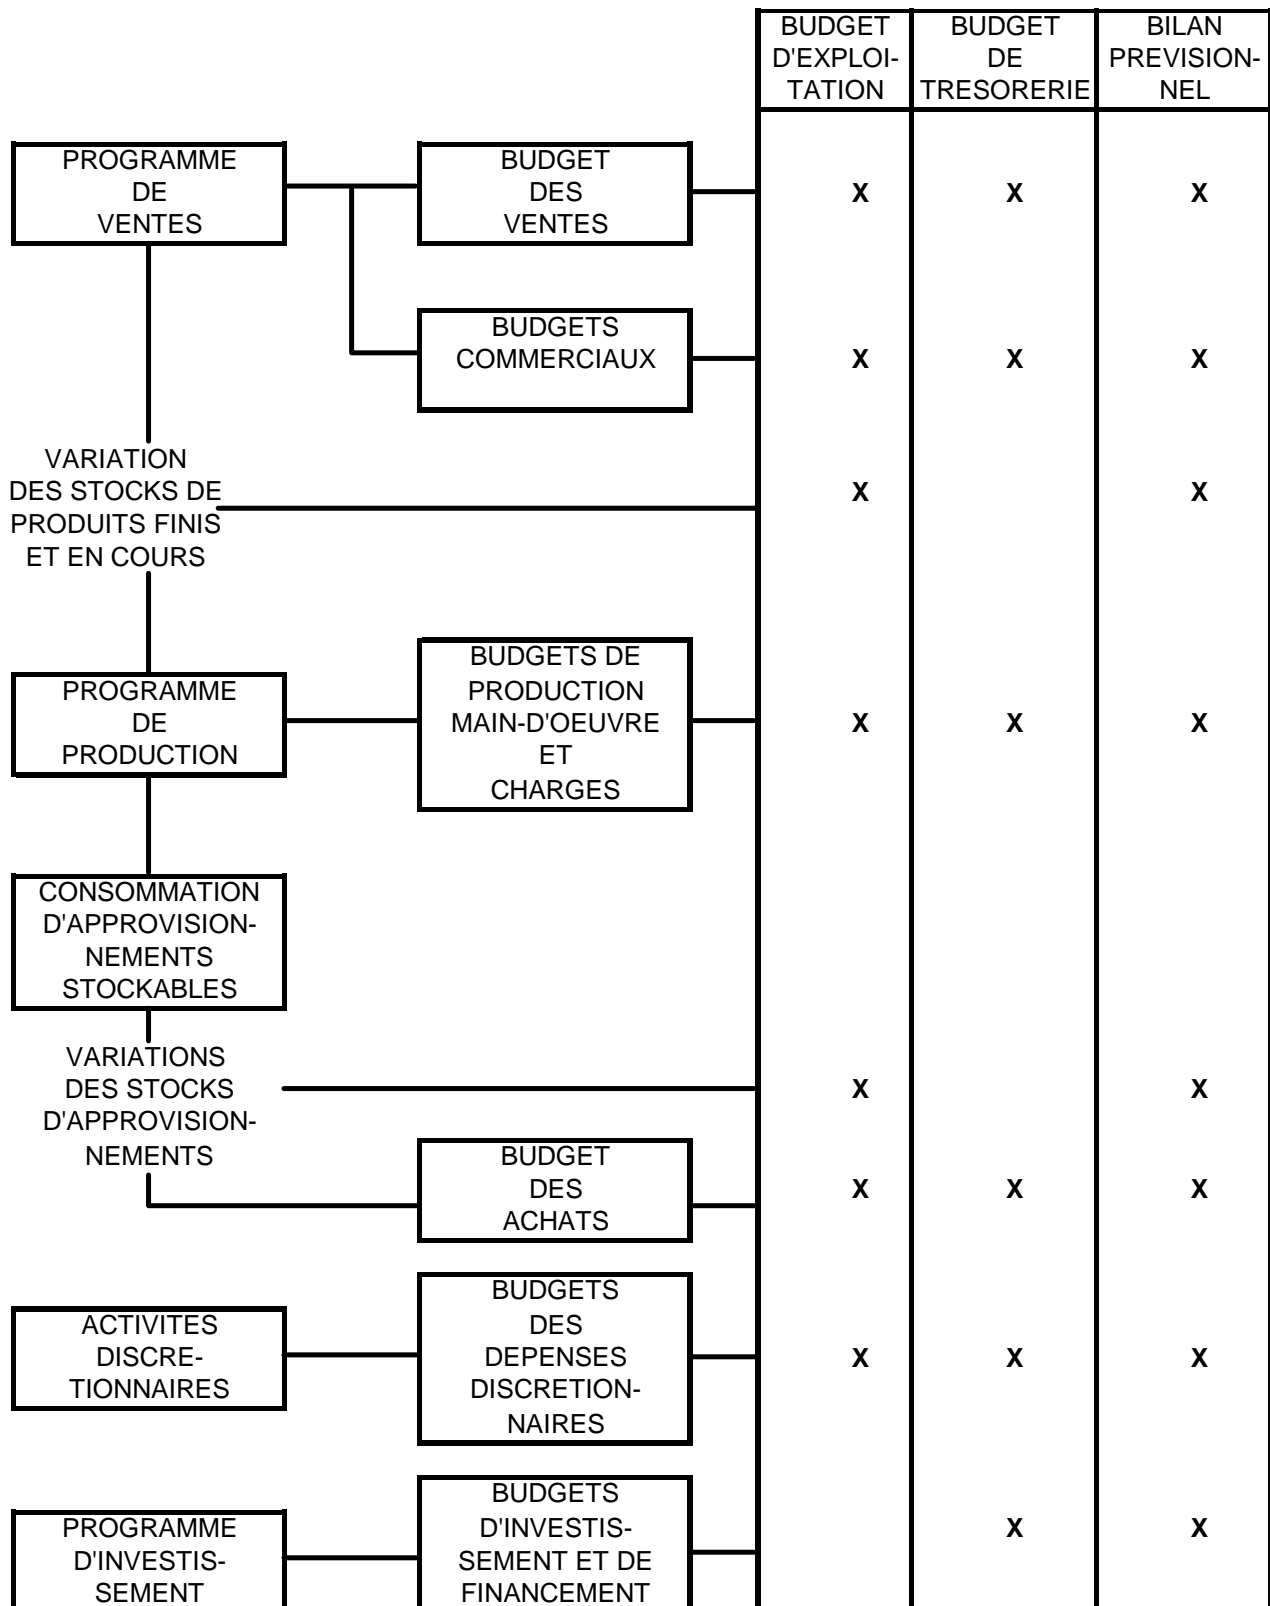 BUDGET
D'EXPLOI-
TATION
BUDGET
DE
TRESORERIE
BILAN
PREVISION-
NEL
PROGRAMME
DE
VENTES
BUDGET
DES
VENTES
X X X
BUDGETS
COMMERCIAUX
X X X
VARIATION
DES STOCKS DE
PRODUITS FINIS
ET EN COURS
X X
PROGRAMME
DE
PRODUCTION
BUDGETS DE
PRODUCTION
MAIN-D'OEUVRE
ET
CHARGES
X X X
CONSOMMATION
D'APPROVISION-
NEMENTS
STOCKABLES
VARIATIONS
DES STOCKS
D'APPROVISION-
NEMENTS
X X
BUDGET
DES
ACHATS
X X X
ACTIVITES
DISCRE-
TIONNAIRES
BUDGETS
DES
DEPENSES
DISCRETION-
NAIRES
X X X
PROGRAMME
D'INVESTIS-
SEMENT
BUDGETS
D'INVESTIS-
SEMENT ET DE
FINANCEMENT
X X